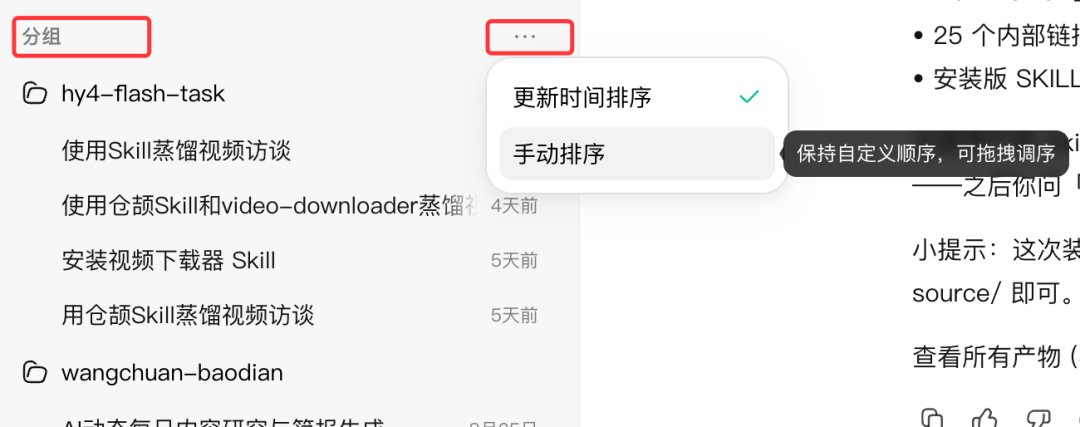 分组
···
更新时间排序
手动排序
保持自定义顺序，可拖拽调序
hy4-flash-task
使用Skill蒸馏视频访谈
使用仓颉Skill和video-downloader蒸馏 4天前
安装视频下载器 Skill 5天前
用仓颉Skill蒸馏视频访谈 5天前
wangchuan-baodian
• 25 个内部链
• 安装版 SKILL
——之后你问「
小提示：这次装
source/ 即可。
查看所有产物 (